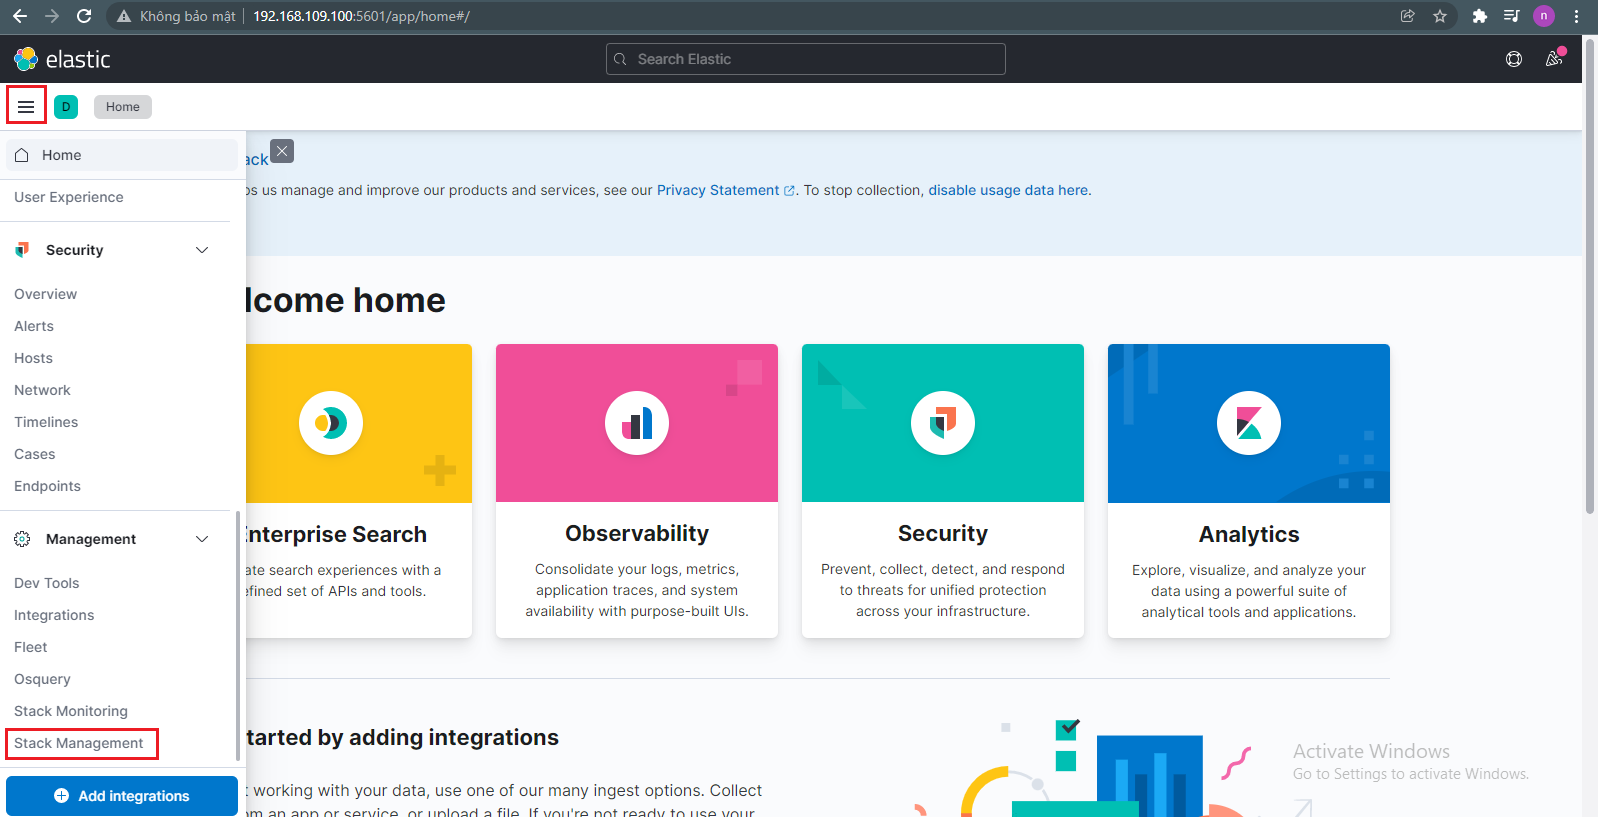 Không bảo mật
192.168.109.100:5601/app/home#/
n
elastic
Search Elastic
D
Home
Home
User Experience
Security
Overview
Alerts
Hosts
Network
Timelines
Cases
Endpoints
Management
Dev Tools
Integrations
Fleet
Osquery
Stack Monitoring
Stack Management
Add integrations
ack
us manage and improve our products and services, see our Privacy Statement. To stop collection, disable usage data here.
lcome home
Enterprise Search
ate search experiences with a
efined set of APIs and tools.
Observability
Consolidate your logs, metrics,
application traces, and system
availability with purpose-built UIs.
Security
Prevent, collect, detect, and respond
to threats for unified protection
across your infrastructure.
Analytics
Explore, visualize, and analyze your
data using a powerful suite of
analytical tools and applications.
tarted by adding integrations
working with your data, use one of our many ingest options. Collect
om an app or service, or upload a file. If you're not ready to use your
Activate Windows
Go to Settings to activate Windows.